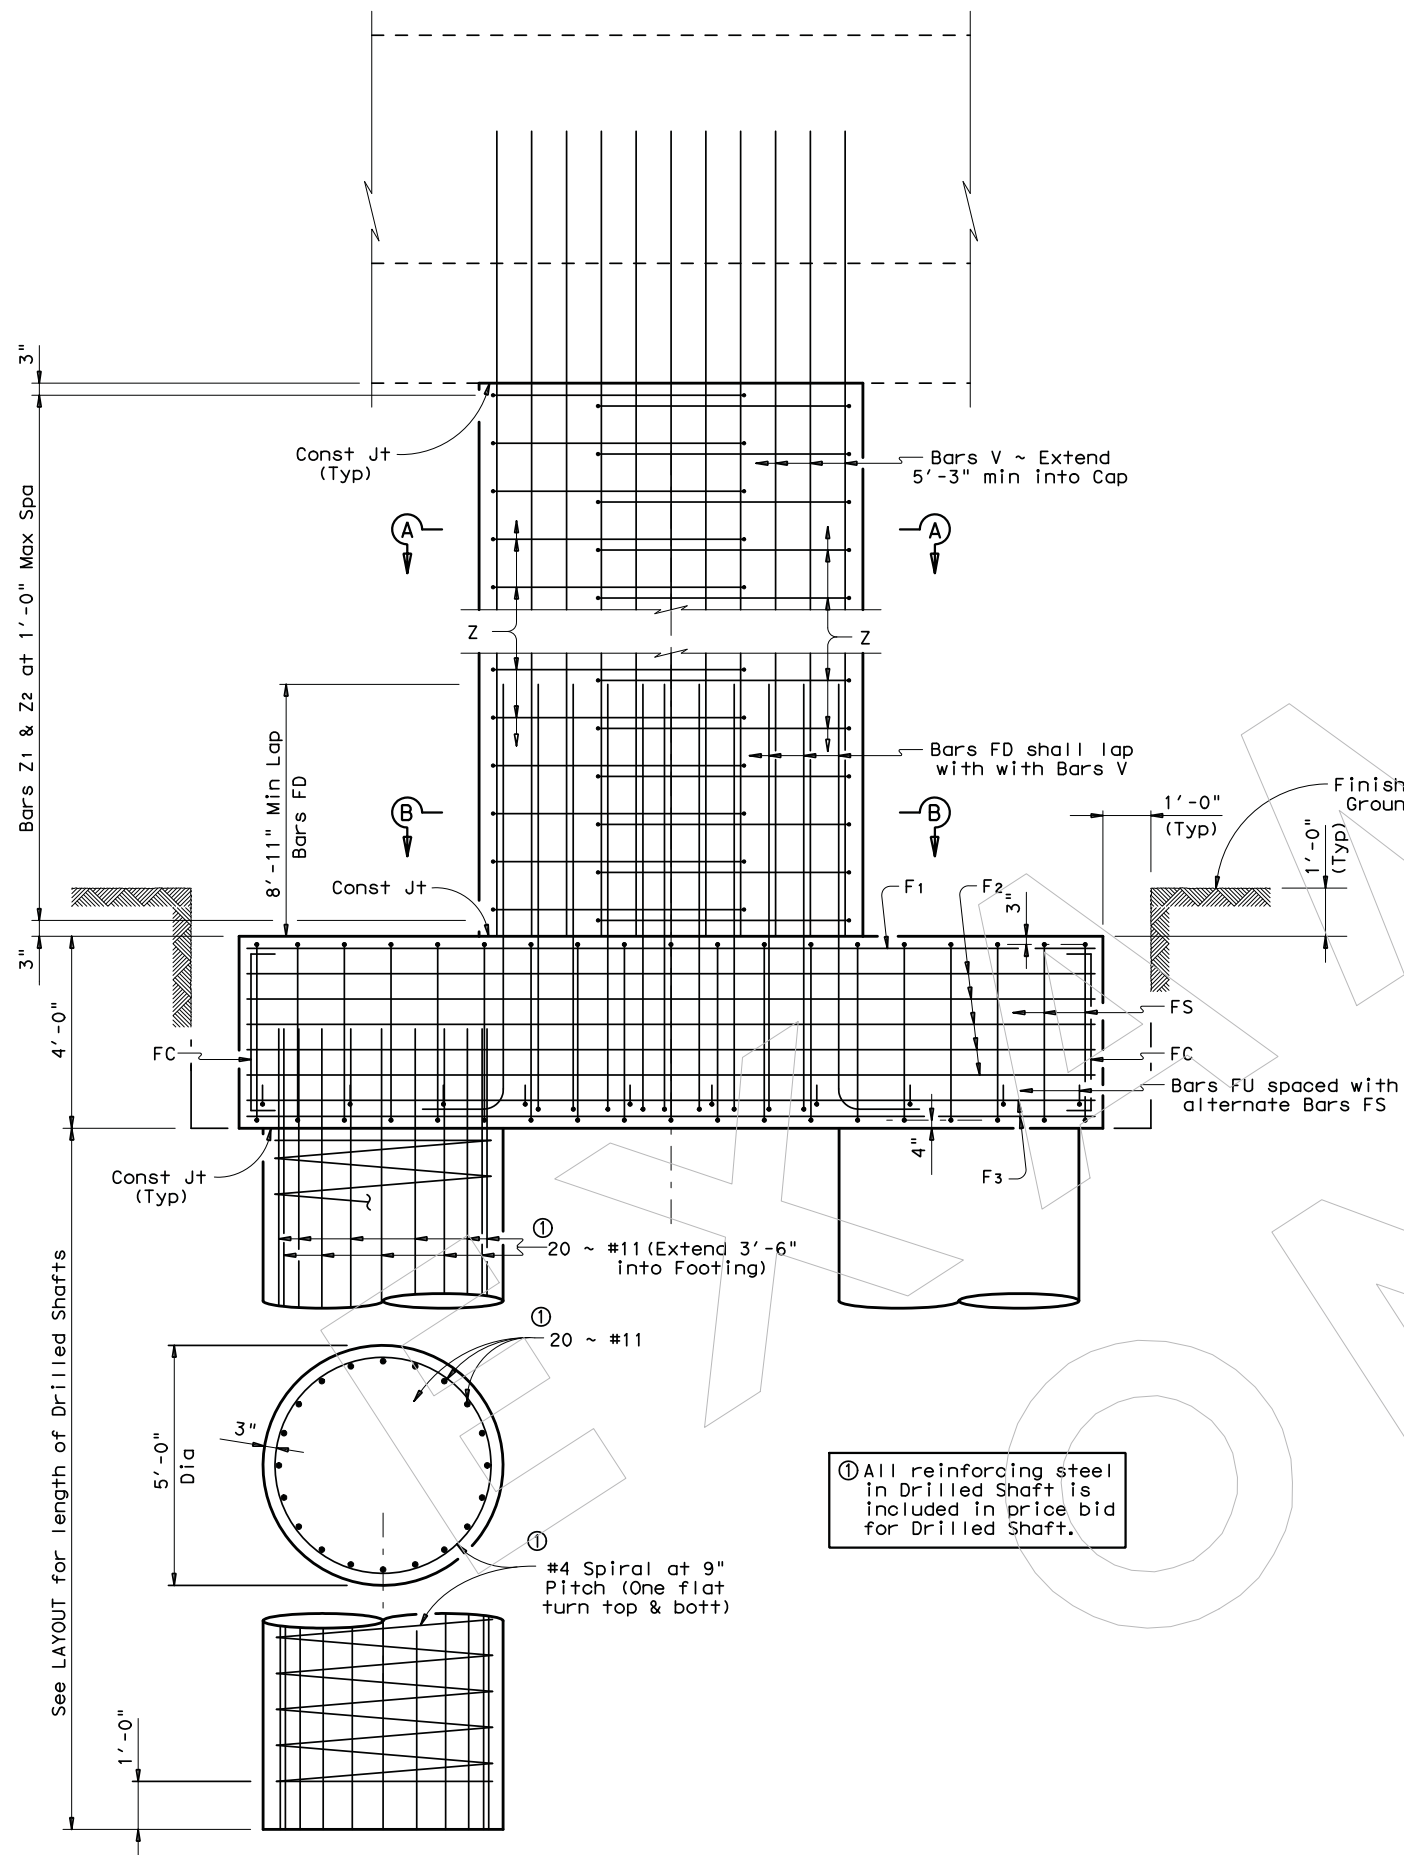 3"
Bars Z1 & Z2 at 1'-0" Max Spa
3"
Const Jt
(Typ)
Bars V ~ Extend
5'-3" min into Cap
A
A
Z
Z
8'-11" Min Lap
Bars FD
Bars FD shall lap
with with Bars V
B
B
Const Jt
1'-0"
(Typ)
Finish
Groun
1'-0"
(Typ)
F1
F2
3"
4'-0"
FS
FC
FC
Bars FU spaced with
alternate Bars FS
4"
F3
Const Jt
(Typ)
①
20 ~ #11 (Extend 3'-6"
into Footing)
See LAYOUT for length of Drilled Shafts
①
20 ~ #11
3"
5'-0"
Dia
①
#4 Spiral at 9"
Pitch (One flat
turn top & bott)
① All reinforcing steel
in Drilled Shaft is
included in price bid
for Drilled Shaft.
1'-0"